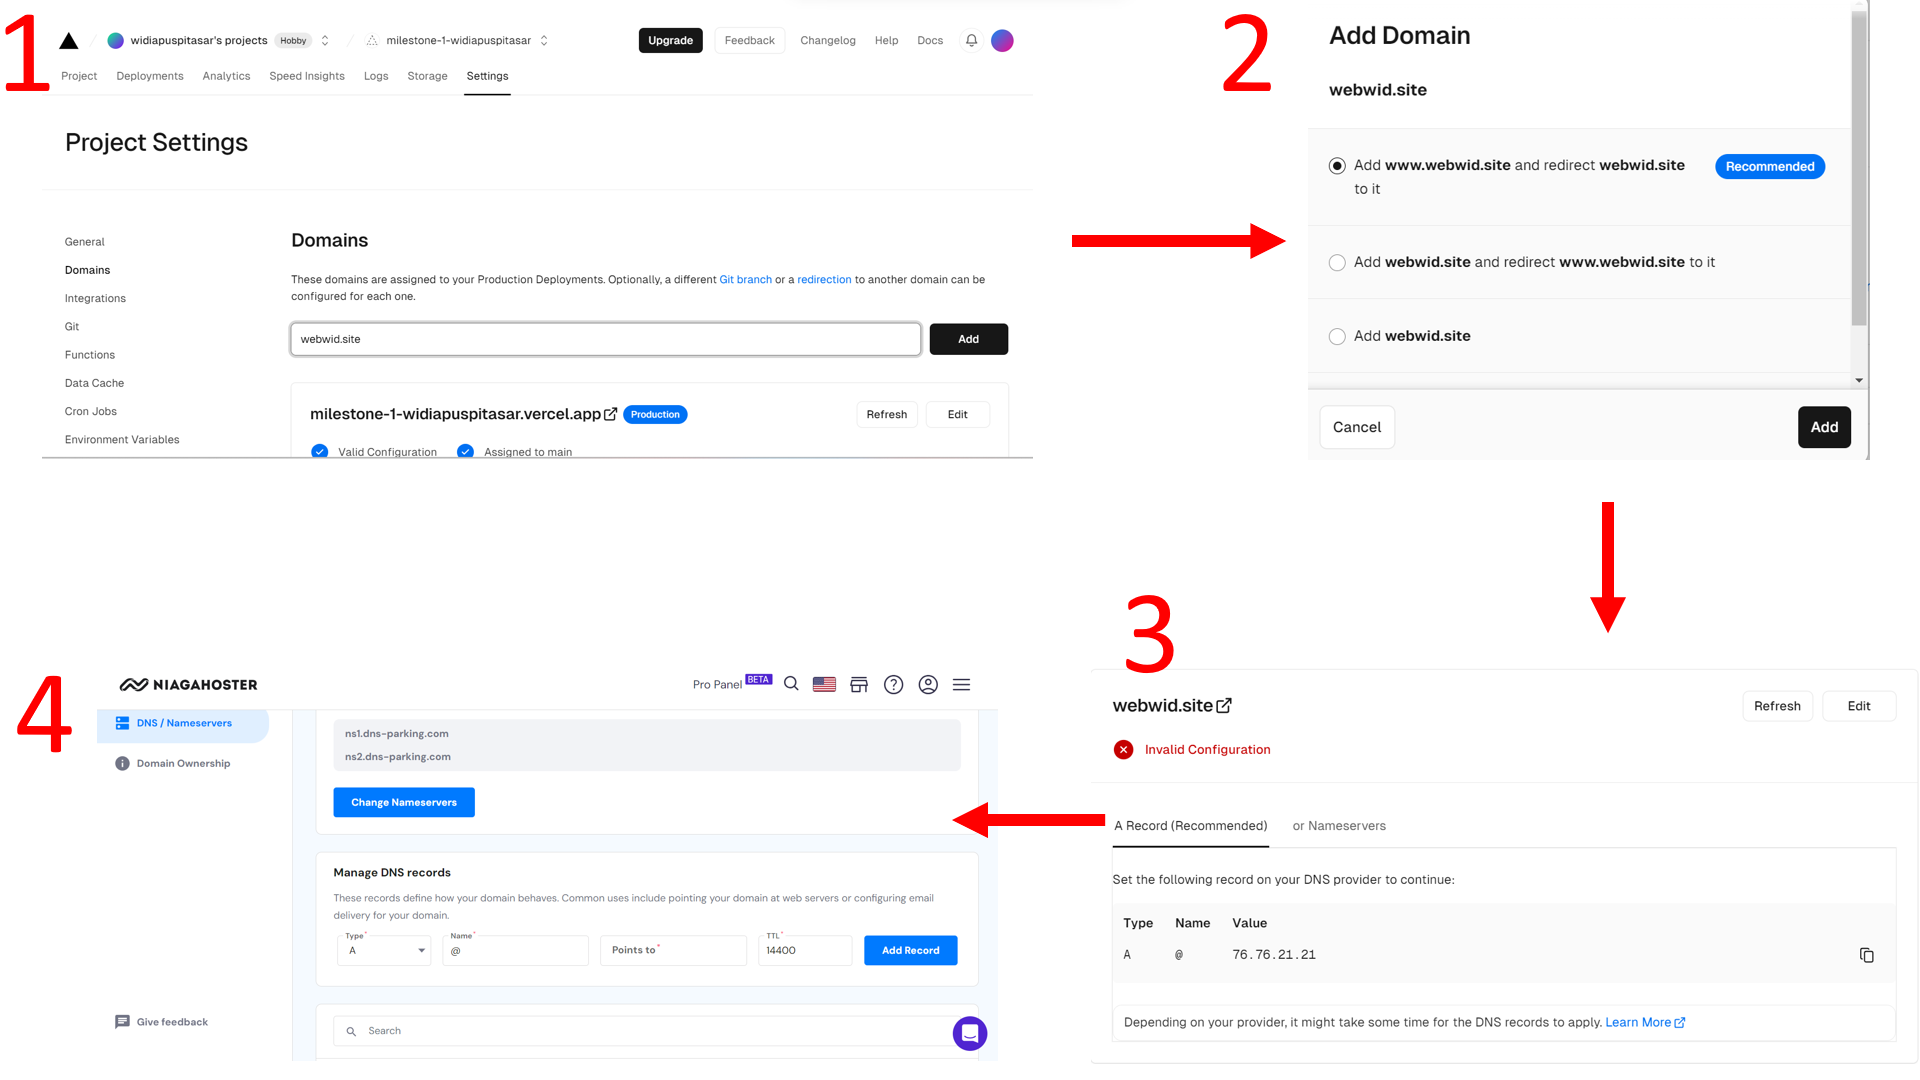 1
widiapuspitasar's projects Hobby
milestone-1-widiapuspitasar
Upgrade
Feedback
Changelog
Help
Docs
Project
Deployments
Analytics
Speed Insights
Logs
Storage
Settings
Project Settings
General
Domains
Integrations
Git
Functions
Data Cache
Cron Jobs
Environment Variables
Domains
These domains are assigned to your Production Deployments. Optionally, a different Git branch or a redirection to another domain can be
configured for each one.
webwid.site
Add
milestone-1-widiapuspitasar.vercel.app Production
Refresh
Edit
Valid Configuration
Assigned to main
2
Add Domain
webwid.site
Add www.webwid.site and redirect webwid.site
to it
Recommended
Add webwid.site and redirect www.webwid.site to it
Add webwid.site
Cancel
Add
3
webwid.site
Refresh
Edit
Invalid Configuration
A Record (Recommended)
or Nameservers
Set the following record on your DNS provider to continue:
Type Name Value
A @ 76.76.21.21
Depending on your provider, it might take some time for the DNS records to apply. Learn More
4
NIAGAHOSTER
Pro Panel BETA
DNS / Nameservers
Domain Ownership
Give feedback
ns1.dns-parking.com
ns2.dns-parking.com
Change Nameservers
Manage DNS records
These records define how your domain behaves. Common uses include pointing your domain at web servers or configuring email
delivery for your domain.
Type*
A
Name*
@
Points to*
TTL*
14400
Add Record
Search